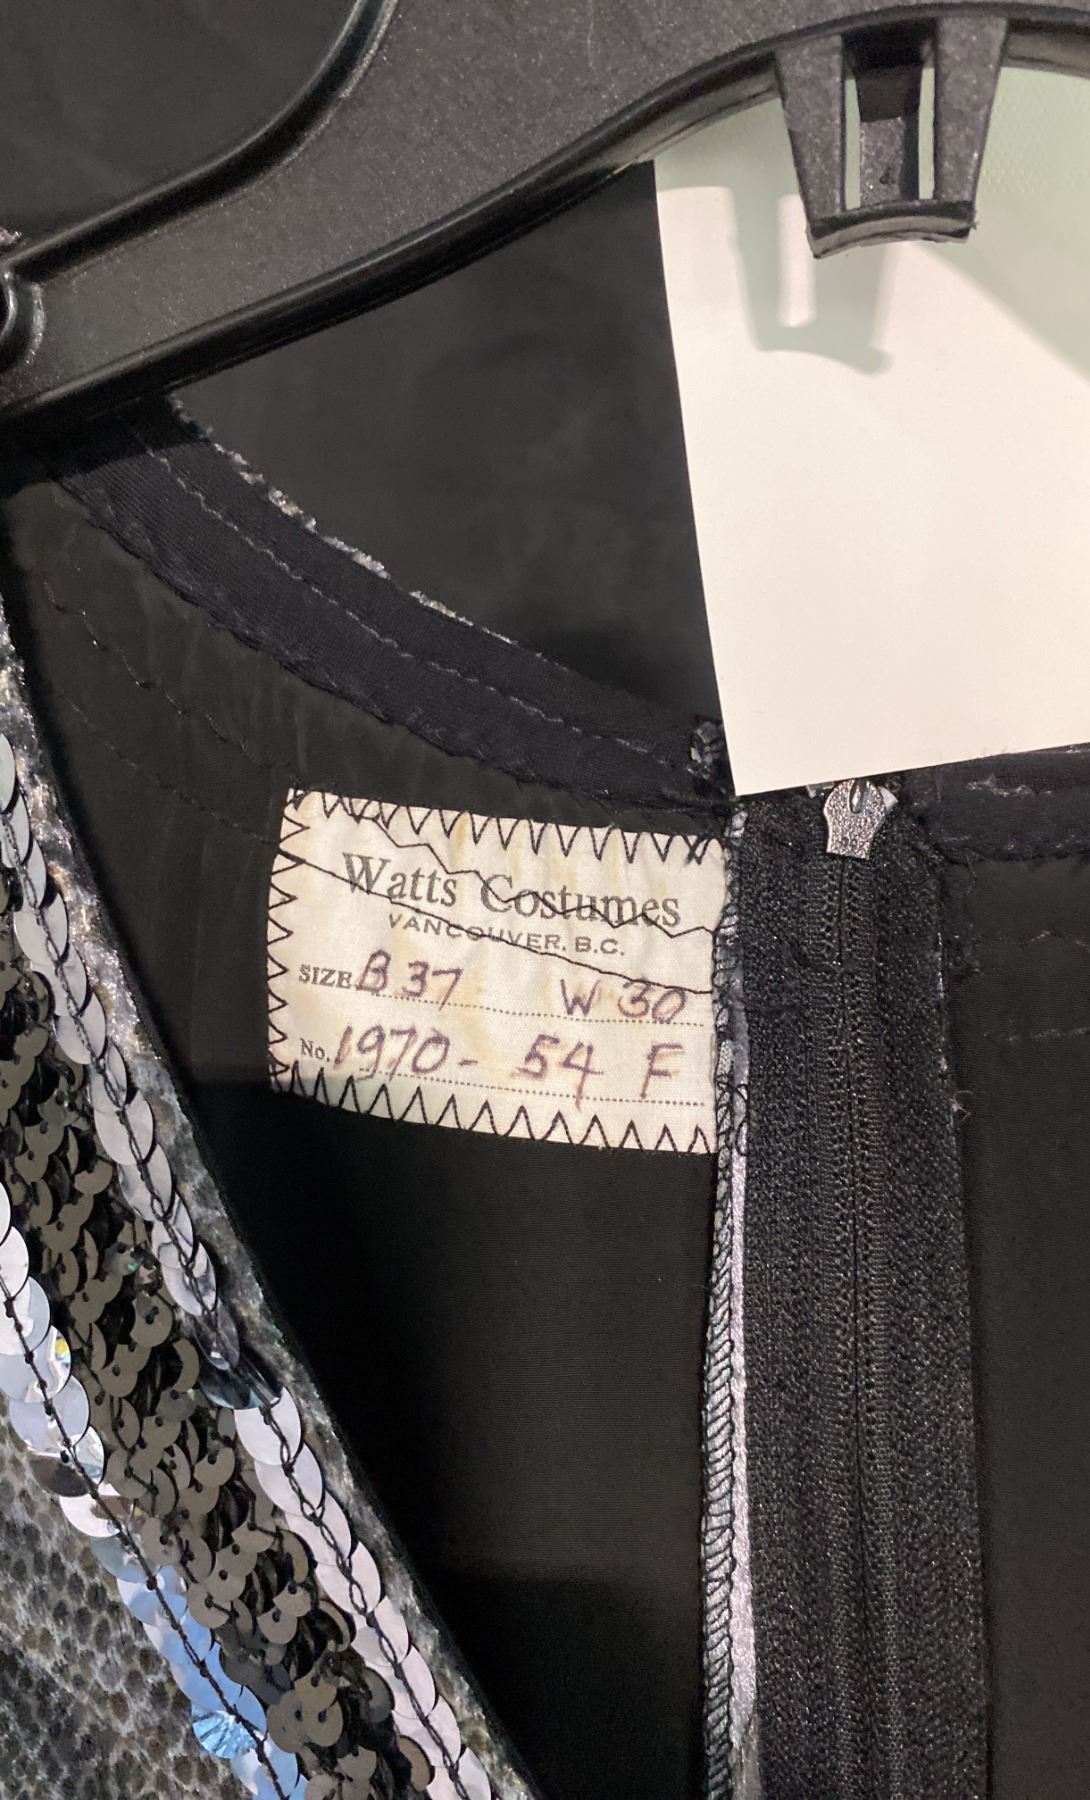 Watts Costumes
VANCOUVER, B.C.
SIZE B 37 W 30
No. 1970 - 54 F